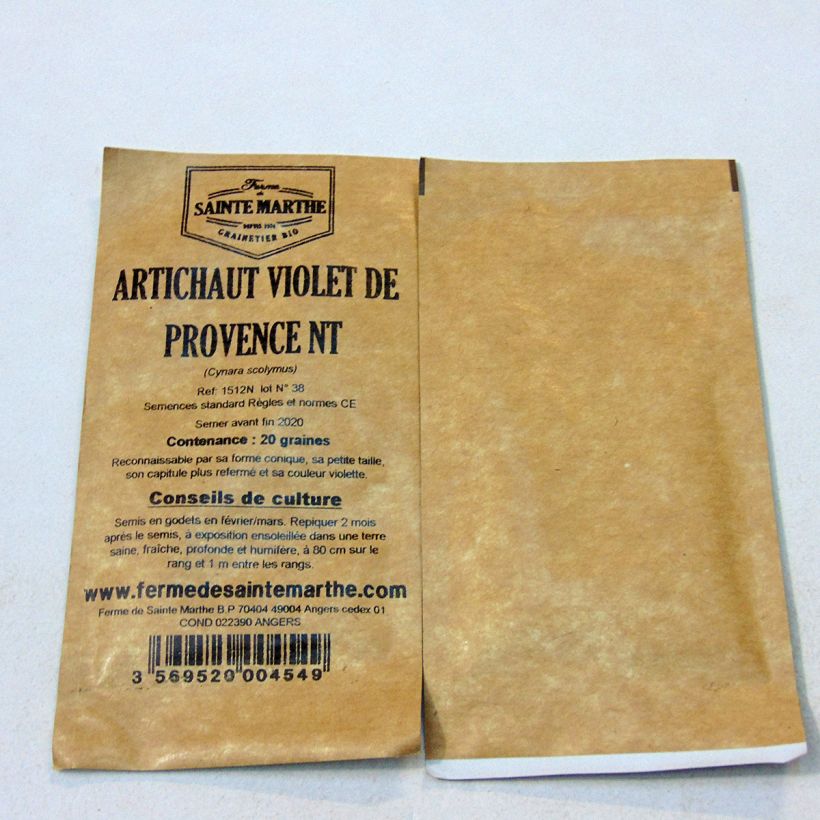 Ferme
de
SAINTE MARTHE
DEPUIS 1974
GRAINETIER BIO
ARTICHAUT VIOLET DE
PROVENCE NT
(Cynara scolymus)
Ref: 1512N lot N° 38
Semences standard Règles et normes CE
Semer avant fin 2020
Contenance : 20 graines
Reconnaissable par sa forme conique, sa petite taille,
son capitule plus refermé et sa couleur violette.
Conseils de culture
Semis en godets en février/mars. Repiquer 2 mois
après le semis, à exposition ensoleillée dans une terre
saine, fraîche, profonde et humifère, à 80 cm sur le
rang et 1 m entre les rangs.
www.fermedesaintemarthe.com
Ferme de Sainte Marthe B.P 70404 49004 Angers cedex 01
COND 022390 ANGERS
3 569520 004549